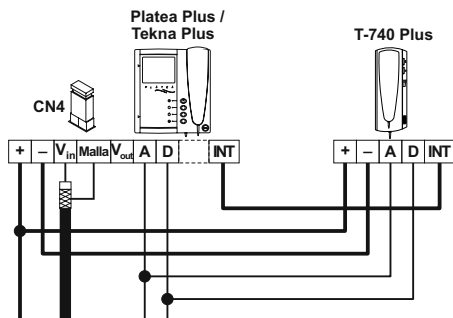 Platea Plus /
Tekna Plus
T-740 Plus
CN4
+ – Vin Malla Vout A D INT
+ – A D INT